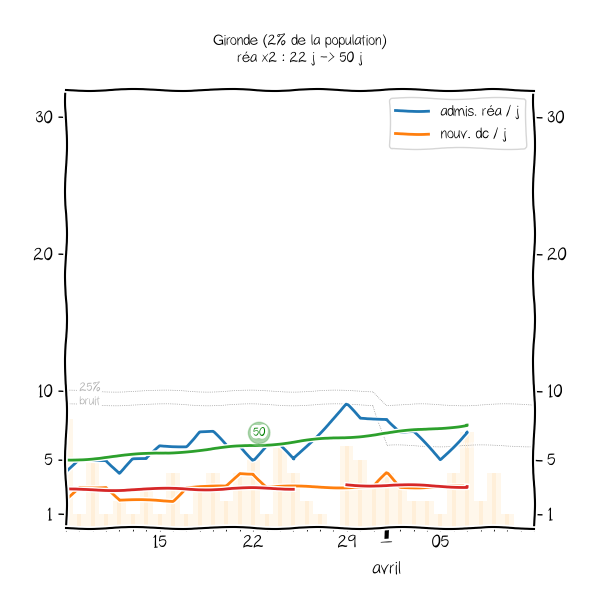 Gironde (2% de la population)
réa x2 : 22 j -> 50 j
admis. réa / j
nouv. dc / j
30
30
20
20
10
10
25%
bruit
50
5
5
1
1
15
22
29
1
05
avril